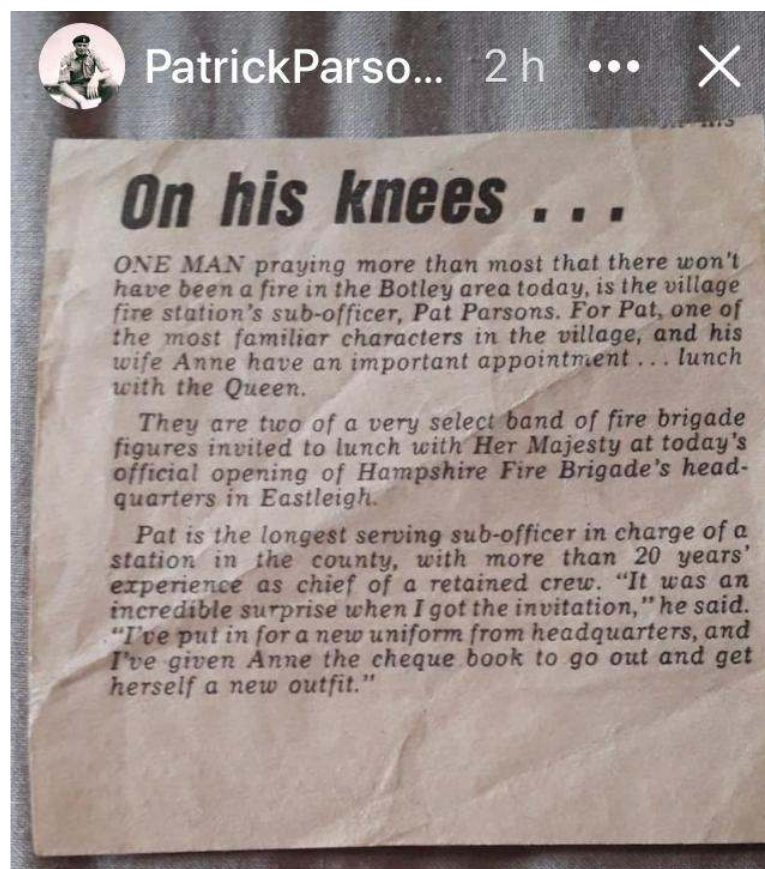 PatrickParso... 2 h
On his knees . . .
ONE MAN praying more than most that there won't
have been a fire in the Botley area today, is the village
fire station's sub-officer, Pat Parsons. For Pat, one of
the most familiar characters in the village, and his
wife Anne have an important appointment . . . lunch
with the Queen.
They are two of a very select band of fire brigade
figures invited to lunch with Her Majesty at today's
official opening of Hampshire Fire Brigade's head-
quarters in Eastleigh.
Pat is the longest serving sub-officer in charge of a
station in the county, with more than 20 years'
experience as chief of a retained crew. "It was an
incredible surprise when I got the invitation," he said.
"I've put in for a new uniform from headquarters, and
I've given Anne the cheque book to go out and get
herself a new outfit."